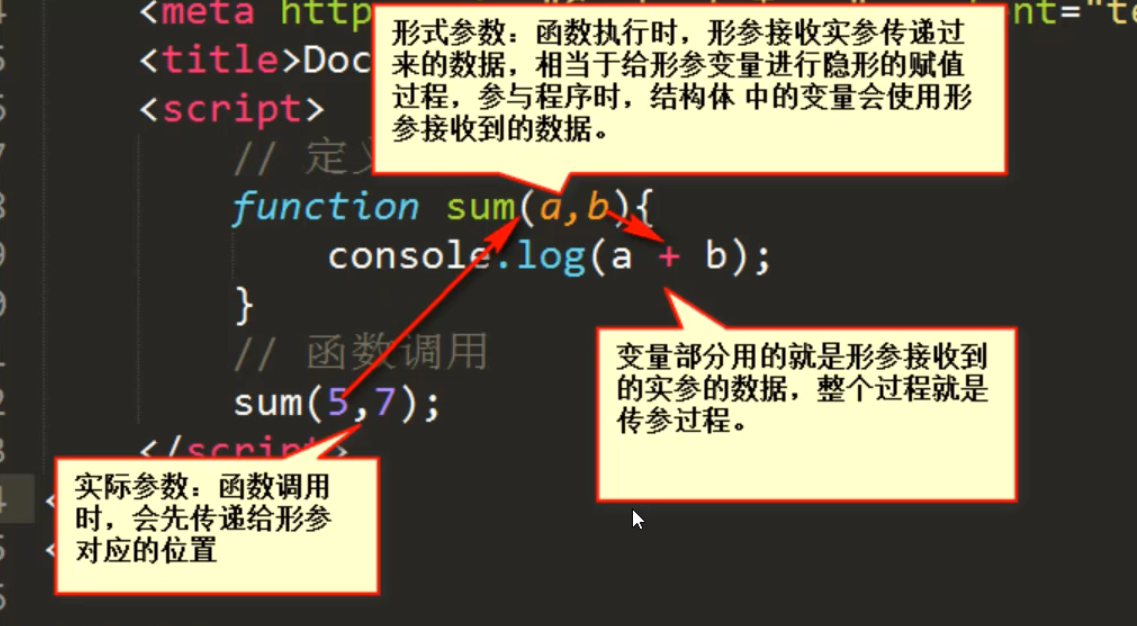 <meta http
nt="te
形式参数：函数执行时，形参接收实参传递过
来的数据，相当于给形参变量进行隐形的赋值
过程，参与程序时，结构体 中的变量会使用形
参接收到的数据。
<title>Doc
<script>
// 定义
function sum(a,b){
console.log(a + b);
}
// 函数调用
sum(5,7);
</script>
变量部分用的就是形参接收到
的实参的数据，整个过程就是
传参过程。
实际参数：函数调用
时，会先传递给形参
对应的位置